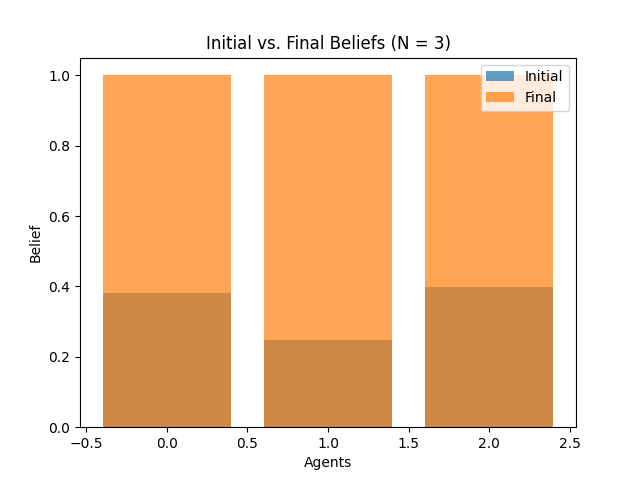 Initial vs. Final Beliefs (N = 3)
Initial
Final
1.0
0.8
0.6
0.4
0.2
0.0
Belief
−0.5
0.0
0.5
1.0
1.5
2.0
2.5
Agents